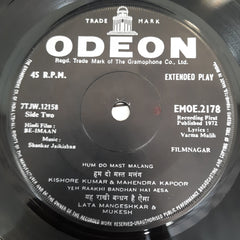 TRADE MARK
ODEON
Regd. Trade Mark of The Gramophone Co., Ltd.
45 R.P.M.
EXTENDED PLAY
7TJW.12158
Side Two
EMOE.2178
Recording First
Published 1972
Hindi Film:
BE-IMAAN
Lyrics:
Varma Malik
Music:
Shankar Jaikishan
FILMNAGAR
HUM DO MAST MALANG
हम दो मस्त मलंग
KISHORE KUMAR & MAHENDRA KAPOOR
YEH RAAKHI BANDHAN HAI AESA
यह राखी बन्धन है ऐसा
LATA MANGESHKAR &
MUKESH